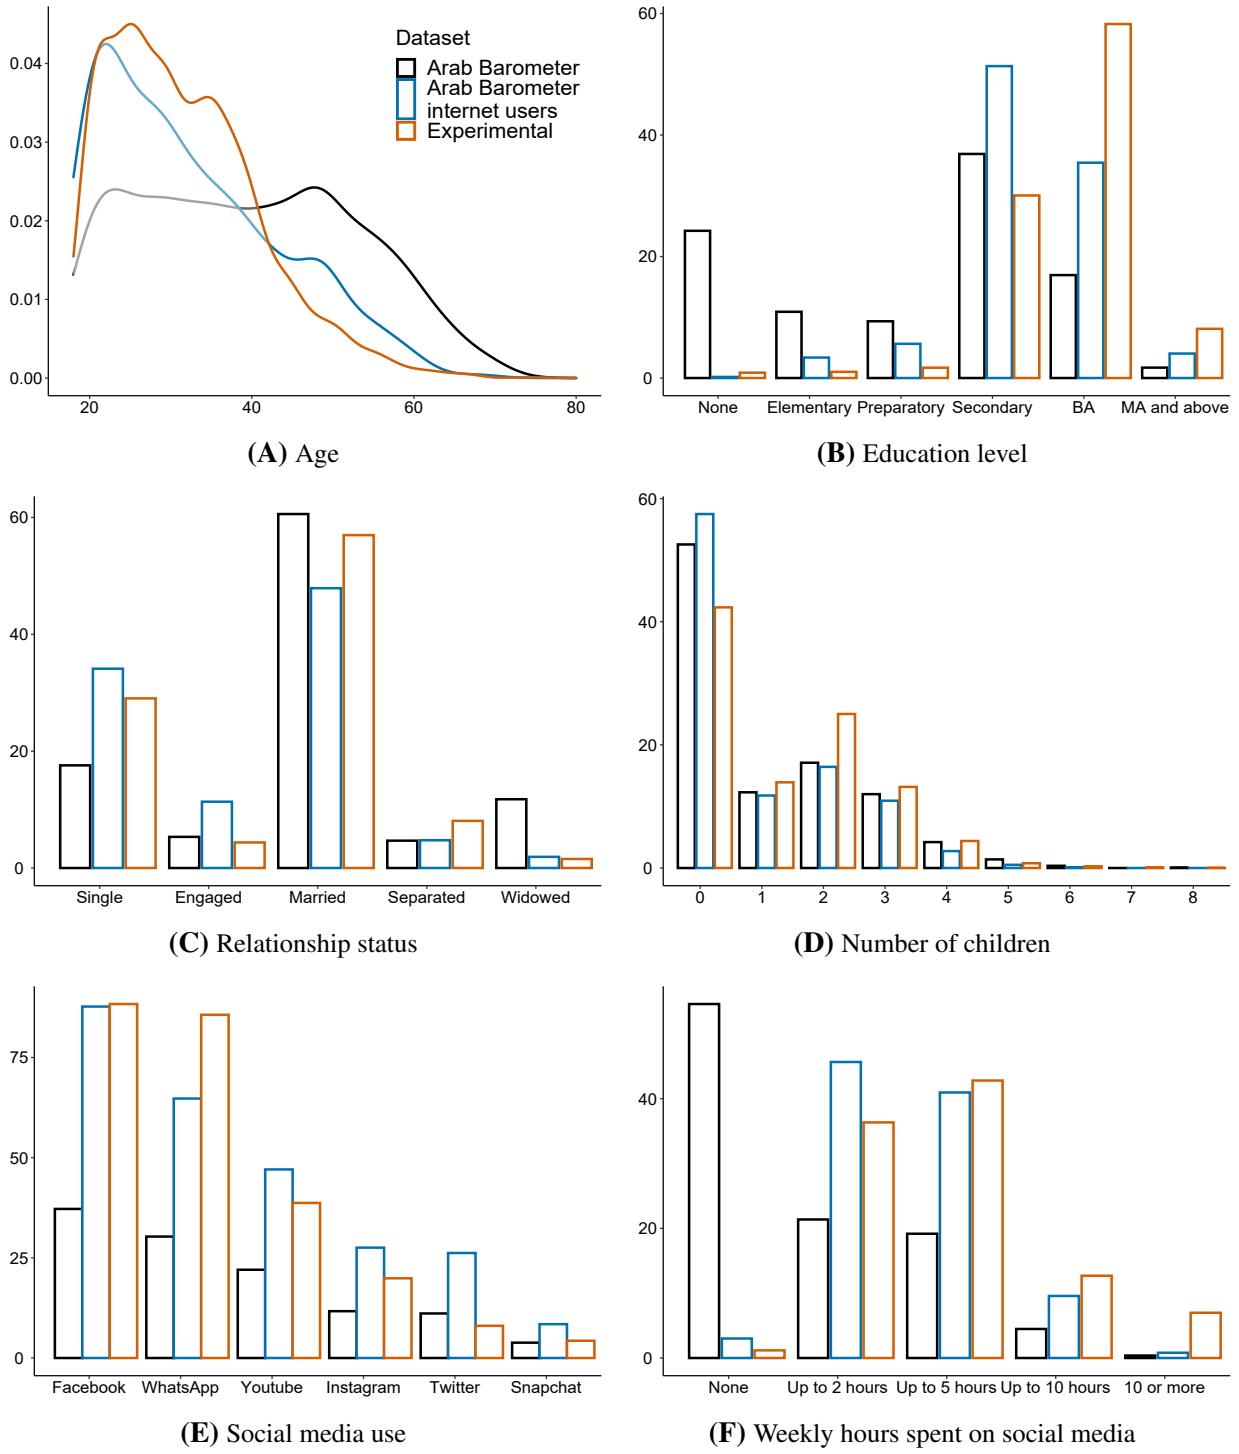 Dataset
Arab Barometer
Arab Barometer
internet users
Experimental
0.04
0.03
0.02
0.01
0.00
20 40 60 80
(A) Age
60
40
20
0
None Elementary Preparatory Secondary BA MA and above
(B) Education level
60
40
20
0
Single Engaged Married Separated Widowed
(C) Relationship status
60
40
20
0
0 1 2 3 4 5 6 7 8
(D) Number of children
75
50
25
0
Facebook WhatsApp Youtube Instagram Twitter Snapchat
(E) Social media use
40
20
0
None Up to 2 hours Up to 5 hours Up to 10 hours 10 or more
(F) Weekly hours spent on social media